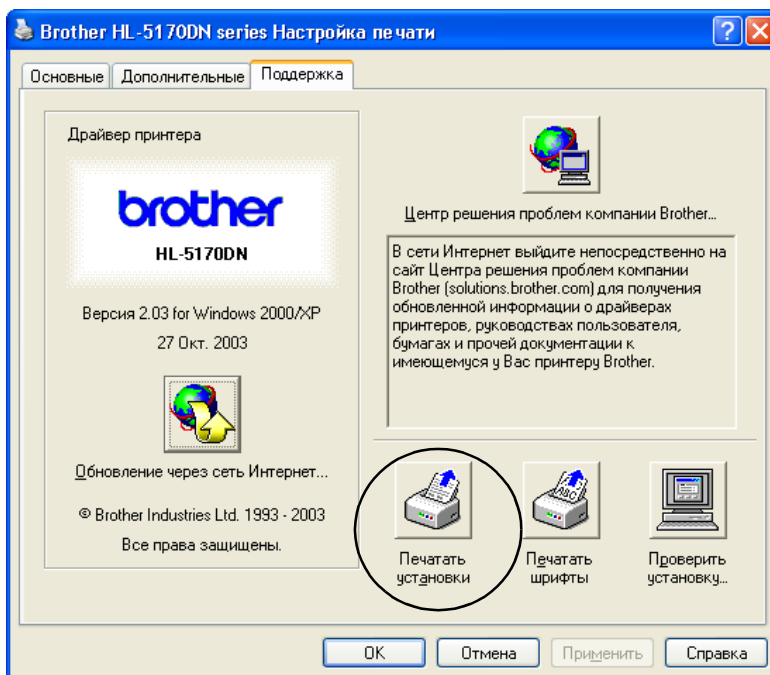 Brother HL-5170DN series Настройка печати
Основные
Дополнительные
Поддержка
Драйвер принтера
brother
HL-5170DN
Версия 2.03 for Windows 2000/XP
27 Окт. 2003
Обновление через сеть Интернет...
© Brother Industries Ltd. 1993 - 2003
Все права защищены.
Центр решения проблем компании Brother...
В сети Интернет выйдите непосредственно на
сайт Центра решения проблем компании
Brother (solutions.brother.com) для получения
обновленной информации о драйверах
принтеров, руководствах пользователя,
бумагах и прочей документации к
имеющемуся у Вас принтеру Brother.
Печатать
установки
ABC
Печатать
шрифты
Проверить
установку...
OK
Отмена
Применить
Справка